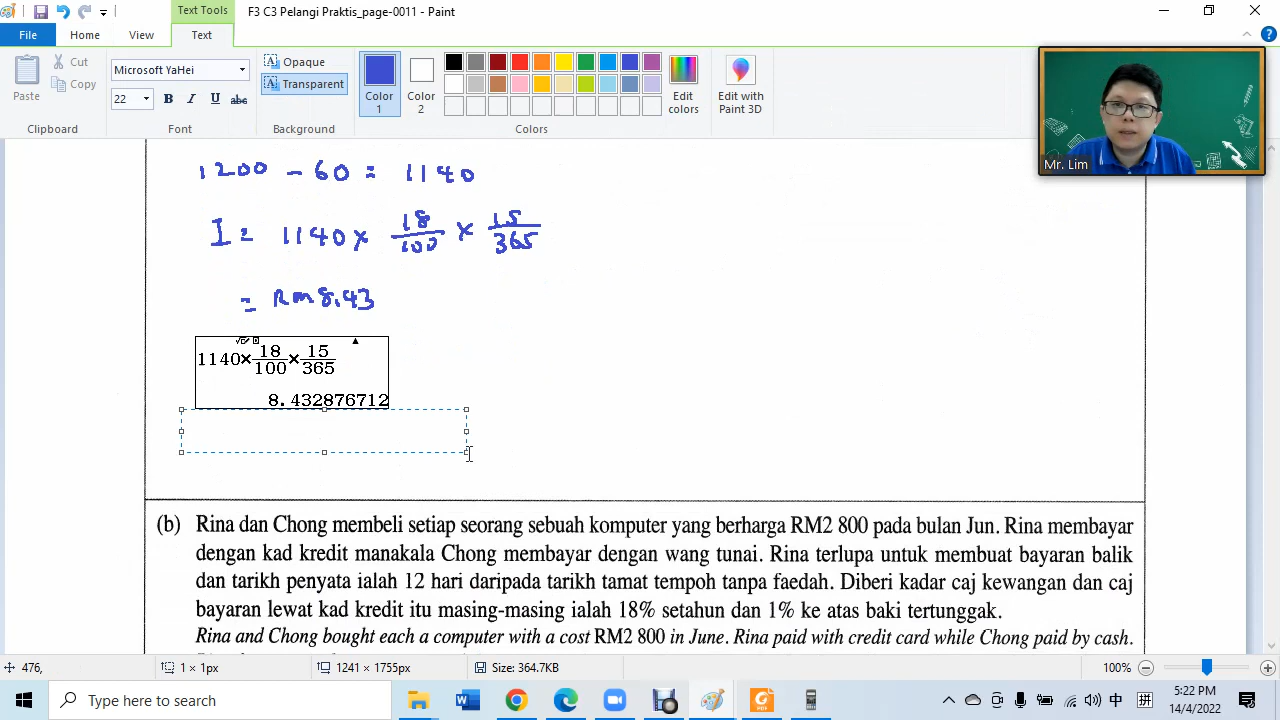 Text Tools
F3 C3 Pelangi Praktis_page-0011 - Paint
File
Home
View
Text
Paste
Cut
Copy
Clipboard
Microsoft YaHei
22
B I U abc
Font
Opaque
Transparent
Background
Color 1
Color 2
Edit colors
Edit with Paint 3D
Colors
Mr. Lim
1200 - 60 = 1140
I = 1140 x 18/100 x 15/365
= RM 8.43
1140×18/100×15/365
8.432876712
(b) Rina dan Chong membeli setiap seorang sebuah komputer yang berharga RM2 800 pada bulan Jun. Rina membayar
dengan kad kredit manakala Chong membayar dengan wang tunai. Rina terlupa untuk membuat bayaran balik
dan tarikh penyata ialah 12 hari daripada tarikh tamat tempoh tanpa faedah. Diberi kadar caj kewangan dan caj
bayaran lewat kad kredit itu masing-masing ialah 18% setahun dan 1% ke atas baki tertunggak.
Rina and Chong bought each a computer with a cost RM2 800 in June. Rina paid with credit card while Chong paid by cash.
476,
1 × 1px
1241 × 1755px
Size: 364.7KB
100%
Type here to search
中
拼
5:22 PM
14/4/2022